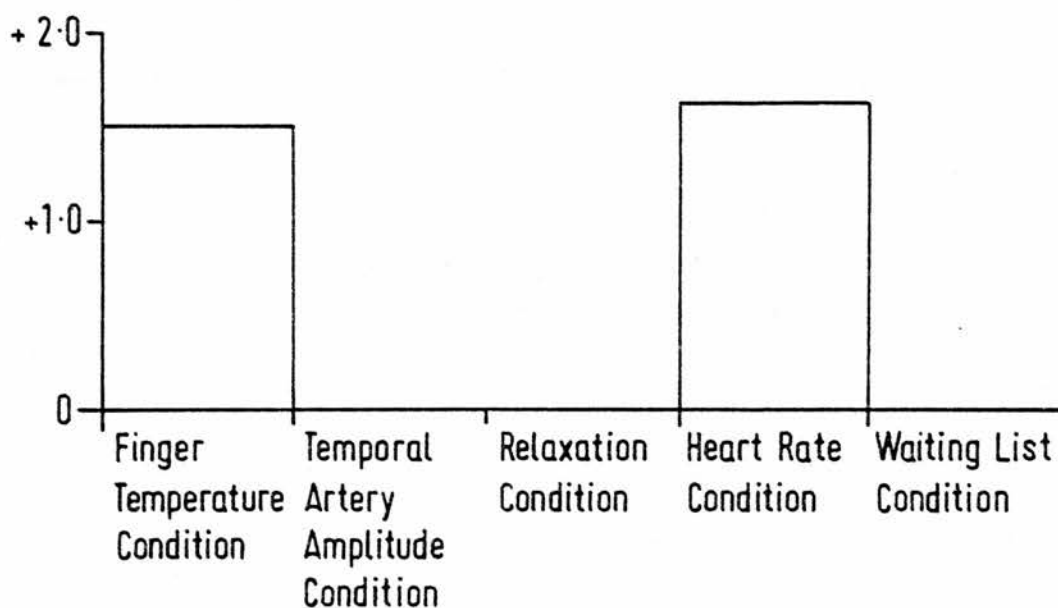 + 2·0
+1·0
0
Finger
Temperature
Condition
Temporal
Artery
Amplitude
Condition
Relaxation
Condition
Heart Rate
Condition
Waiting List
Condition